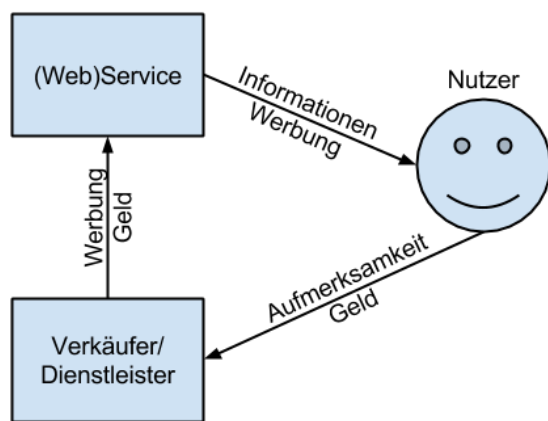 (Web)Service
Informationen
Werbung
Nutzer
Werbung
Geld
Aufmerksamkeit
Geld
Verkäufer/
Dienstleister